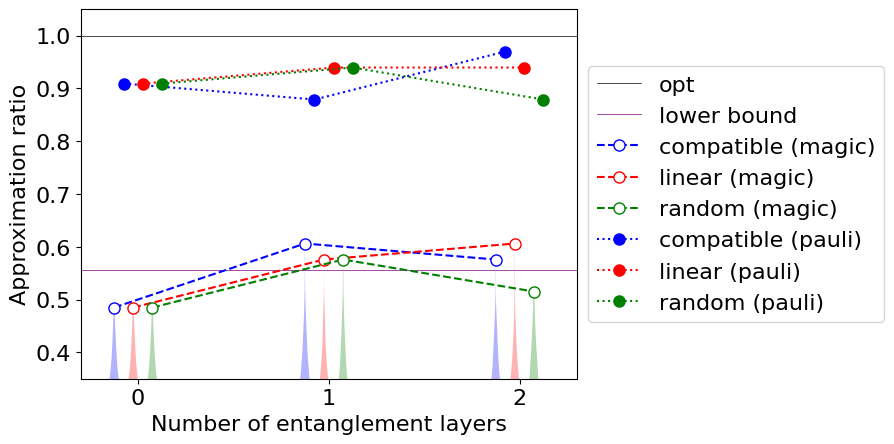 Approximation ratio
1.0
0.9
0.8
0.7
0.6
0.5
0.4
0 1 2
Number of entanglement layers
opt
lower bound
compatible (magic)
linear (magic)
random (magic)
compatible (pauli)
linear (pauli)
random (pauli)